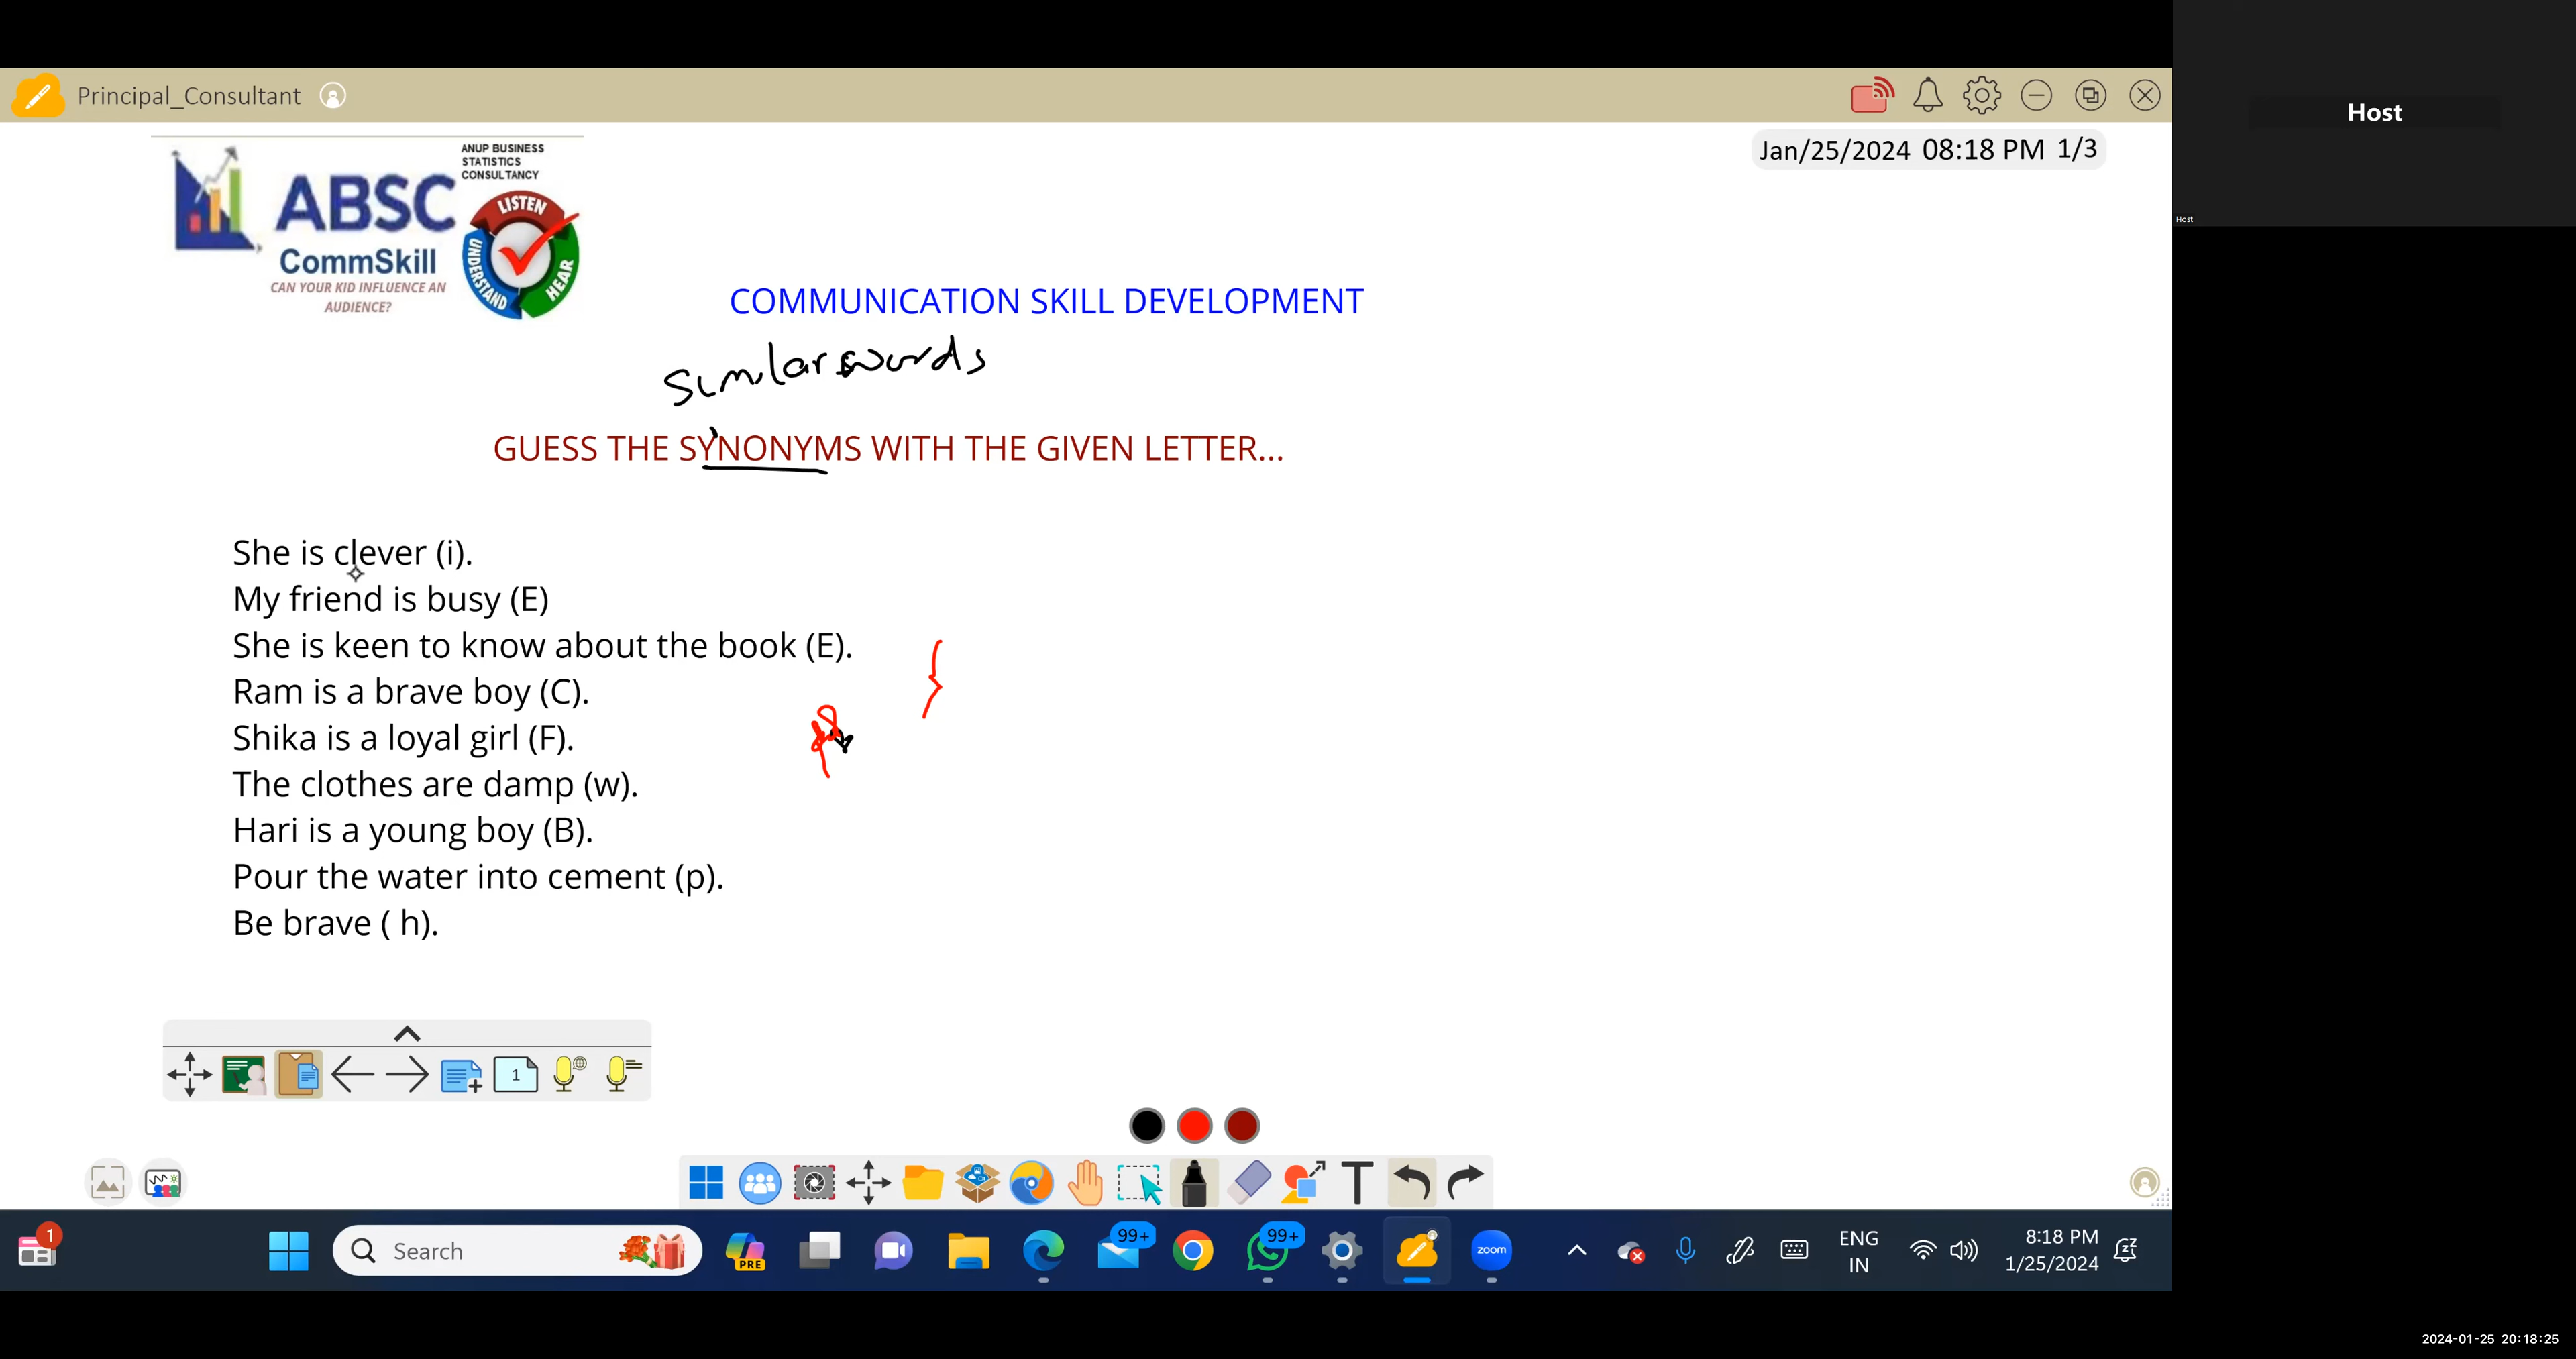 Principal_Consultant
Host
Jan/25/2024 08:18 PM 1/3
Host
ANUP BUSINESS
STATISTICS
CONSULTANCY
ABSC
LISTEN
UNDERSTAND
HEAR
CommSkill
CAN YOUR KID INFLUENCE AN
AUDIENCE?
COMMUNICATION SKILL DEVELOPMENT
Similar words
GUESS THE SYNONYMS WITH THE GIVEN LETTER...
She is clever (i).
My friend is busy (E)
She is keen to know about the book (E).
Ram is a brave boy (C).
Shika is a loyal girl (F).
The clothes are damp (w).
Hari is a young boy (B).
Pour the water into cement (p).
Be brave ( h).
1
T
1
Search
PRE
99+
99+
zoom
ENG
IN
8:18 PM
1/25/2024
2024-01-25 20:18:25